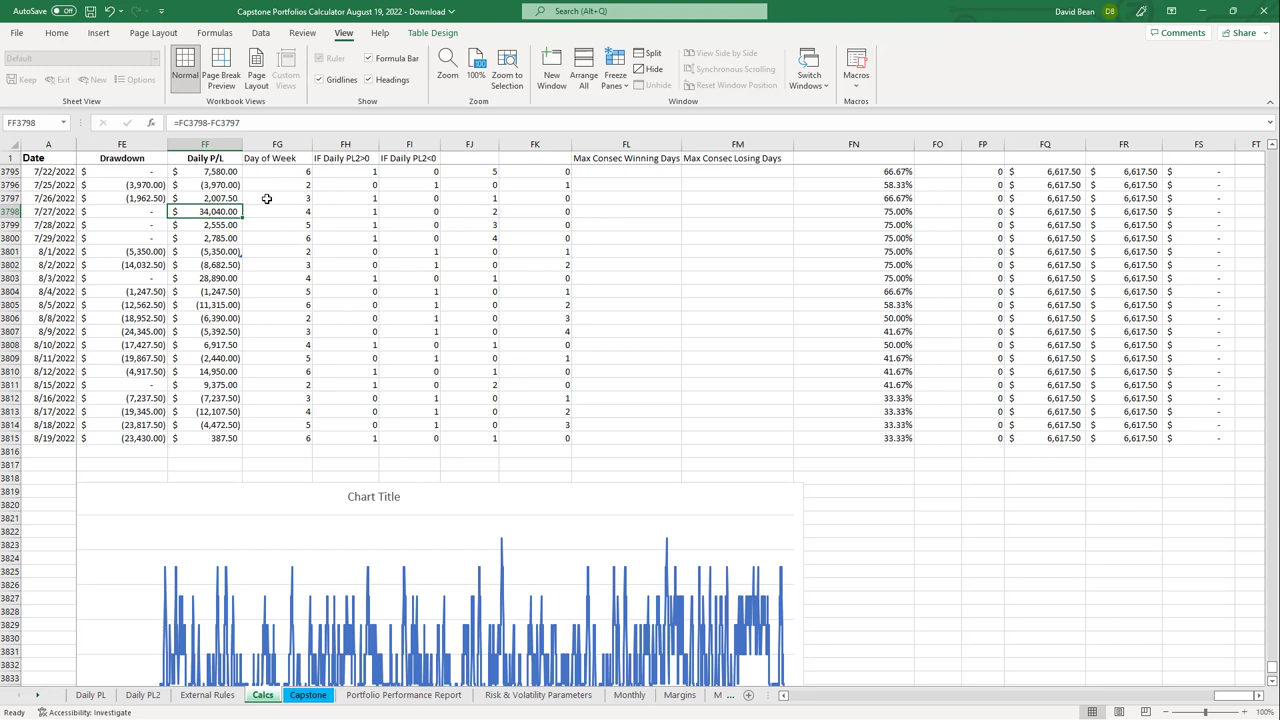 AutoSave Off Capstone Portfolios Calculator August 19, 2022 - Download Search (Alt+Q) David Bean DB
File Home Insert Page Layout Formulas Data Review View Help Table Design Comments Share
Default Keep Exit New Options
Normal Page Break Preview Page Layout Custom Views
Ruler Formula Bar Gridlines Headings
Zoom 100% Zoom to Selection
New Window Arrange All Freeze Panes Split Hide Unhide View Side by Side Synchronous Scrolling Reset Window Position Switch Windows Macros
Sheet View Workbook Views Show Zoom Window Macros
FF3798 fx =FC3798-FC3797
A FE FF FG FH FI FJ FK FL FM FN FO FP FQ FR FS FT
1 Date Drawdown Daily P/L Day of Week IF Daily PL2>0 IF Daily PL2<0 Max Consec Winning Days Max Consec Losing Days
3795 7/22/2022 $ - $ 7,580.00 6 1 0 5 0 66.67% 0 $ 6,617.50 $ 6,617.50 $ -
3796 7/25/2022 $ (3,970.00) $ (3,970.00) 2 0 1 0 1 58.33% 0 $ 6,617.50 $ 6,617.50 $ -
3797 7/26/2022 $ (1,962.50) $ 2,007.50 3 1 0 1 0 66.67% 0 $ 6,617.50 $ 6,617.50 $ -
3798 7/27/2022 $ - $ 34,040.00 4 1 0 2 0 75.00% 0 $ 6,617.50 $ 6,617.50 $ -
3799 7/28/2022 $ - $ 2,555.00 5 1 0 3 0 75.00% 0 $ 6,617.50 $ 6,617.50 $ -
3800 7/29/2022 $ - $ 2,785.00 6 1 0 4 0 75.00% 0 $ 6,617.50 $ 6,617.50 $ -
3801 8/1/2022 $ (5,350.00) $ (5,350.00) 2 0 1 0 1 75.00% 0 $ 6,617.50 $ 6,617.50 $ -
3802 8/2/2022 $ (14,032.50) $ (8,682.50) 3 0 1 0 2 75.00% 0 $ 6,617.50 $ 6,617.50 $ -
3803 8/3/2022 $ - $ 28,890.00 4 1 0 1 0 75.00% 0 $ 6,617.50 $ 6,617.50 $ -
3804 8/4/2022 $ (1,247.50) $ (1,247.50) 5 0 1 0 1 66.67% 0 $ 6,617.50 $ 6,617.50 $ -
3805 8/5/2022 $ (12,562.50) $ (11,315.00) 6 0 1 0 2 58.33% 0 $ 6,617.50 $ 6,617.50 $ -
3806 8/8/2022 $ (18,952.50) $ (6,390.00) 2 0 1 0 3 50.00% 0 $ 6,617.50 $ 6,617.50 $ -
3807 8/9/2022 $ (24,345.00) $ (5,392.50) 3 0 1 0 4 41.67% 0 $ 6,617.50 $ 6,617.50 $ -
3808 8/10/2022 $ (17,427.50) $ 6,917.50 4 1 0 1 0 50.00% 0 $ 6,617.50 $ 6,617.50 $ -
3809 8/11/2022 $ (19,867.50) $ (2,440.00) 5 0 1 0 1 41.67% 0 $ 6,617.50 $ 6,617.50 $ -
3810 8/12/2022 $ (4,917.50) $ 14,950.00 6 1 0 1 0 41.67% 0 $ 6,617.50 $ 6,617.50 $ -
3811 8/15/2022 $ - $ 9,375.00 2 1 0 2 0 41.67% 0 $ 6,617.50 $ 6,617.50 $ -
3812 8/16/2022 $ (7,237.50) $ (7,237.50) 3 0 1 0 1 33.33% 0 $ 6,617.50 $ 6,617.50 $ -
3813 8/17/2022 $ (19,345.00) $ (12,107.50) 4 0 1 0 2 33.33% 0 $ 6,617.50 $ 6,617.50 $ -
3814 8/18/2022 $ (23,817.50) $ (4,472.50) 5 0 1 0 3 33.33% 0 $ 6,617.50 $ 6,617.50 $ -
3815 8/19/2022 $ (23,430.00) $ 387.50 6 1 0 1 0 33.33% 0 $ 6,617.50 $ 6,617.50 $ -
3816
3817
3818
3819
Chart Title
3820
3821
3822
3823
3824
3825
3826
3827
3828
3829
3830
3831
3832
3833
Daily PL Daily PL2 External Rules Calcs Capstone Portfolio Performance Report Risk & Volatility Parameters Monthly Margins M ...
Ready Accessibility: Investigate 100%